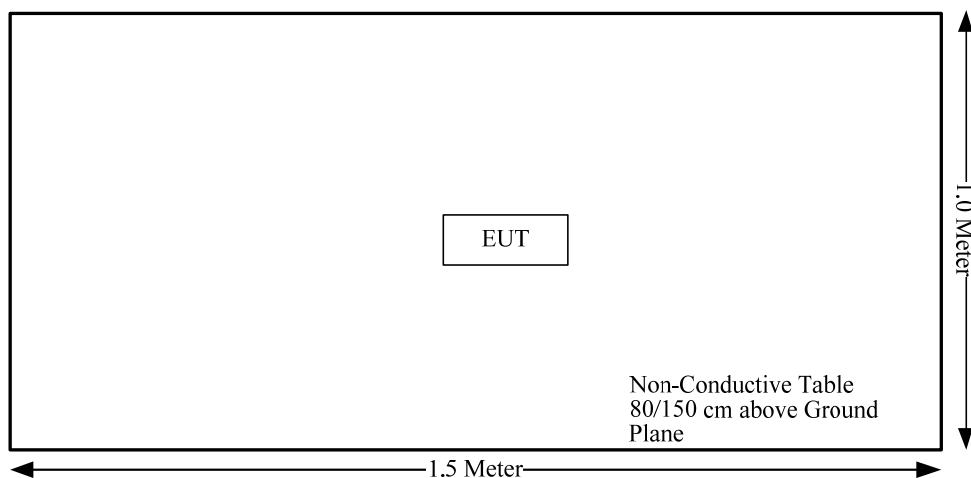 EUT
1.0 Meter
Non-Conductive Table
80/150 cm above Ground
Plane
1.5 Meter